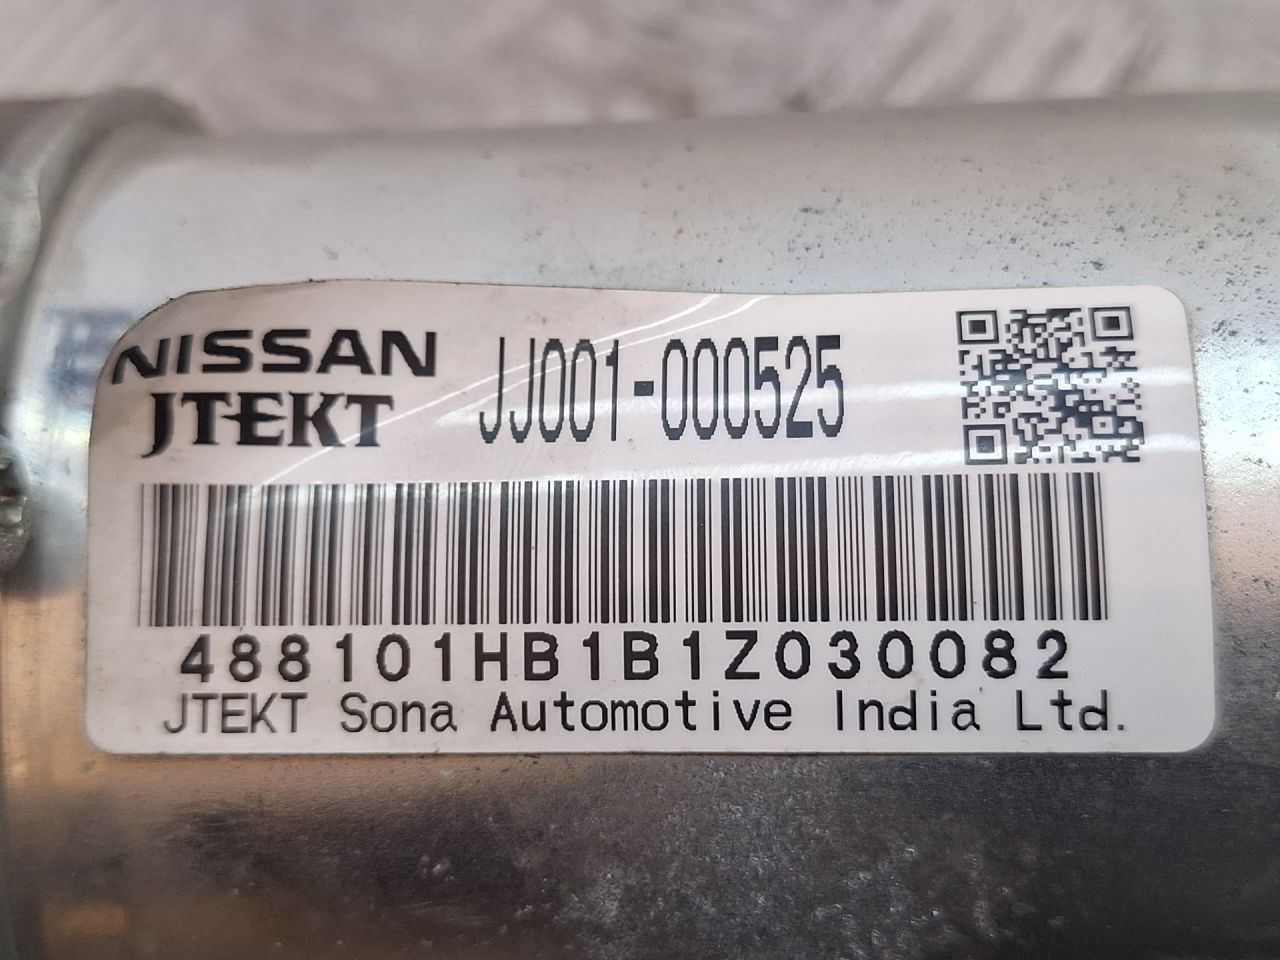 NISSAN JJ001-000525
JTEKT
488101HB1B1Z030082
JTEKT Sona Automotive India Ltd.